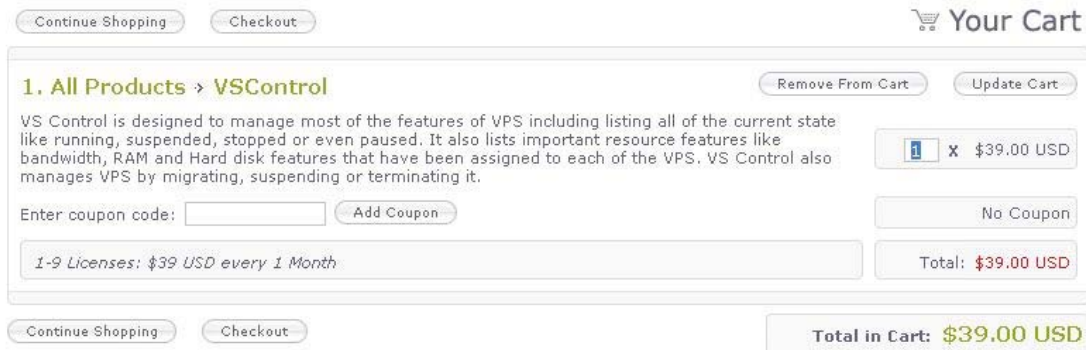 Continue Shopping Checkout Your Cart
1. All Products › VSControl Remove From Cart Update Cart
VS Control is designed to manage most of the features of VPS including listing all of the current state
like running, suspended, stopped or even paused. It also lists important resource features like
bandwidth, RAM and Hard disk features that have been assigned to each of the VPS. VS Control also
manages VPS by migrating, suspending or terminating it.
1 X $39.00 USD
Enter coupon code: Add Coupon No Coupon
1-9 Licenses: $39 USD every 1 Month Total: $39.00 USD
Continue Shopping Checkout Total in Cart: $39.00 USD